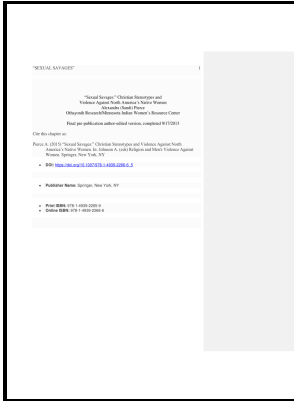 "SEXUAL SAVAGES" 1
"Sexual Savages:" Christian Stereotypes and
Violence Against North America's Native Women
Alexandra (Sandi) Pierce
Othayonih Research/Minnesota Indian Women's Resource Center
Final pre-publication author-edited version, completed 9/17/2013
Cite this chapter as:
Pierce A. (2015) "Sexual Savages:" Christian Stereotypes and Violence Against North
America's Native Women. In: Johnson A. (eds) Religion and Men's Violence Against
Women. Springer, New York, NY
• DOI: https://doi.org/10.1007/978-1-4939-2266-6_5
• Publisher Name: Springer, New York, NY
• Print ISBN: 978-1-4939-2265-9
• Online ISBN: 978-1-4939-2266-6